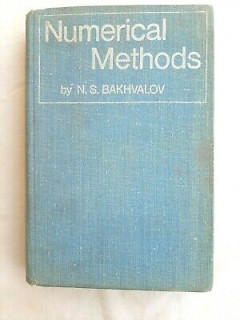 Numerical
Methods
by N. S. BAKHVALOV